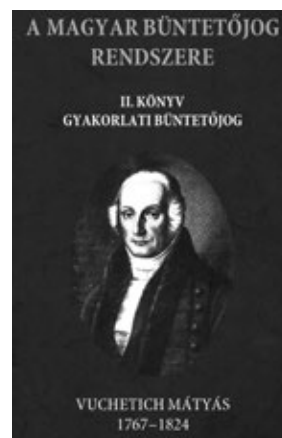 A MAGYAR BÜNTETŐJOG
RENDSZERE
II. KÖNYV
GYAKORLATI BÜNTETŐJOG
VUCHETICH MÁTYÁS
1767–1824